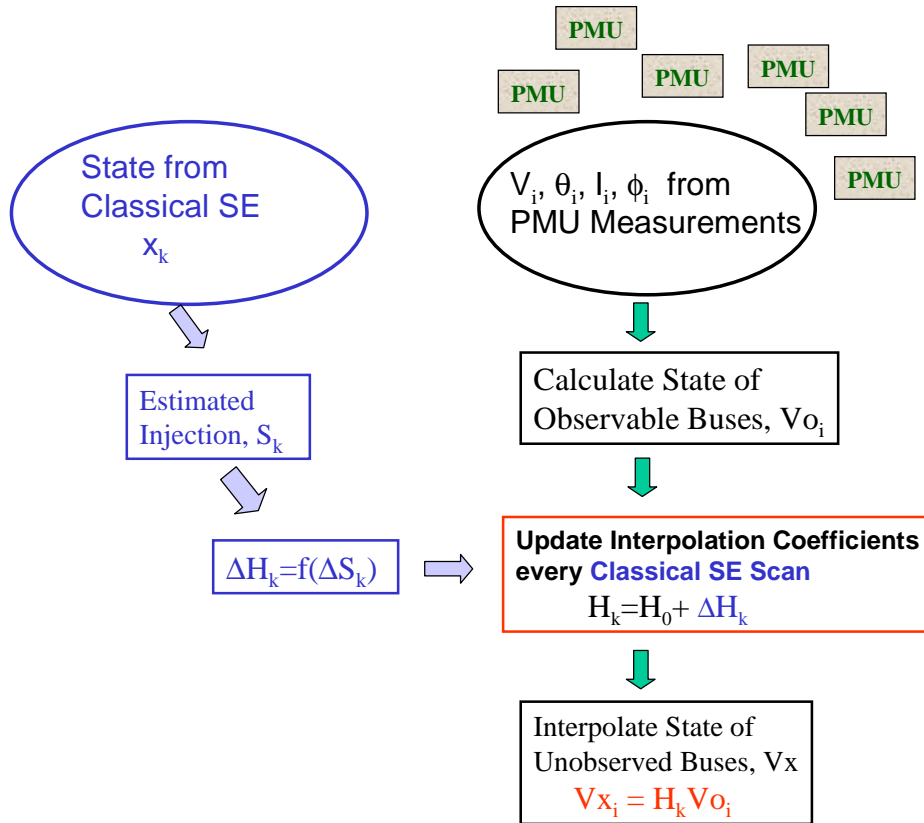 PMU
PMU
PMU
PMU
PMU
PMU
State from
Classical SE
xₖ
Vᵢ, θᵢ, Iᵢ, ϕᵢ from
PMU Measurements
Estimated
Injection, Sₖ
Calculate State of
Observable Buses, Voᵢ
ΔHₖ=f(ΔSₖ)
Update Interpolation Coefficients
every Classical SE Scan
Hₖ=H₀+ ΔHₖ
Interpolate State of
Unobserved Buses, Vx
Vxᵢ = HₖVoᵢ